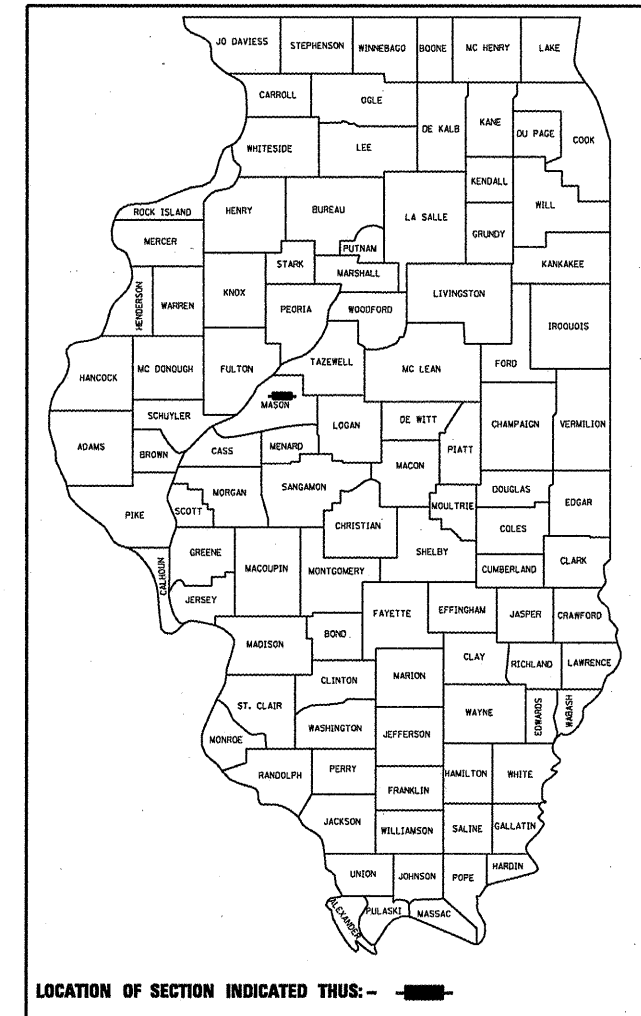 JO DAVIESS STEPHENSON WINNEBAGO BOONE MC HENRY LAKE
CARROLL OGLE DE KALB KANE DU PAGE COOK
WHITESIDE LEE
KENDALL WILL
ROCK ISLAND HENRY BUREAU LA SALLE
MERCER PUTNAM GRUNDY
STARK MARSHALL KANKAKEE
HENDERSON WARREN KNOX PEORIA WOODFORD LIVINGSTON IROQUOIS
HANCOCK MC DONOUGH FULTON TAZEWELL MC LEAN FORD
MASON
SCHUYLER LOGAN DE WITT CHAMPAIGN VERMILION
ADAMS BROWN CASS MENARD PIATT
MACON
PIKE SCOTT MORGAN SANGAMON MOULTRIE DOUGLAS EDGAR
CHRISTIAN COLES
CALHOUN GREENE MACOUPIN MONTGOMERY SHELBY CUMBERLAND CLARK
JERSEY
FAYETTE EFFINGHAM JASPER CRAWFORD
MADISON BOND
CLAY RICHLAND LAWRENCE
CLINTON MARION
ST. CLAIR WAYNE EDWARDS WABASH
WASHINGTON JEFFERSON
MONROE
RANDOLPH PERRY HAMILTON WHITE
FRANKLIN
JACKSON WILLIAMSON SALINE GALLATIN
UNION JOHNSON POPE HARDIN
ALEXANDER PULASKI MASSAC
LOCATION OF SECTION INDICATED THUS: -